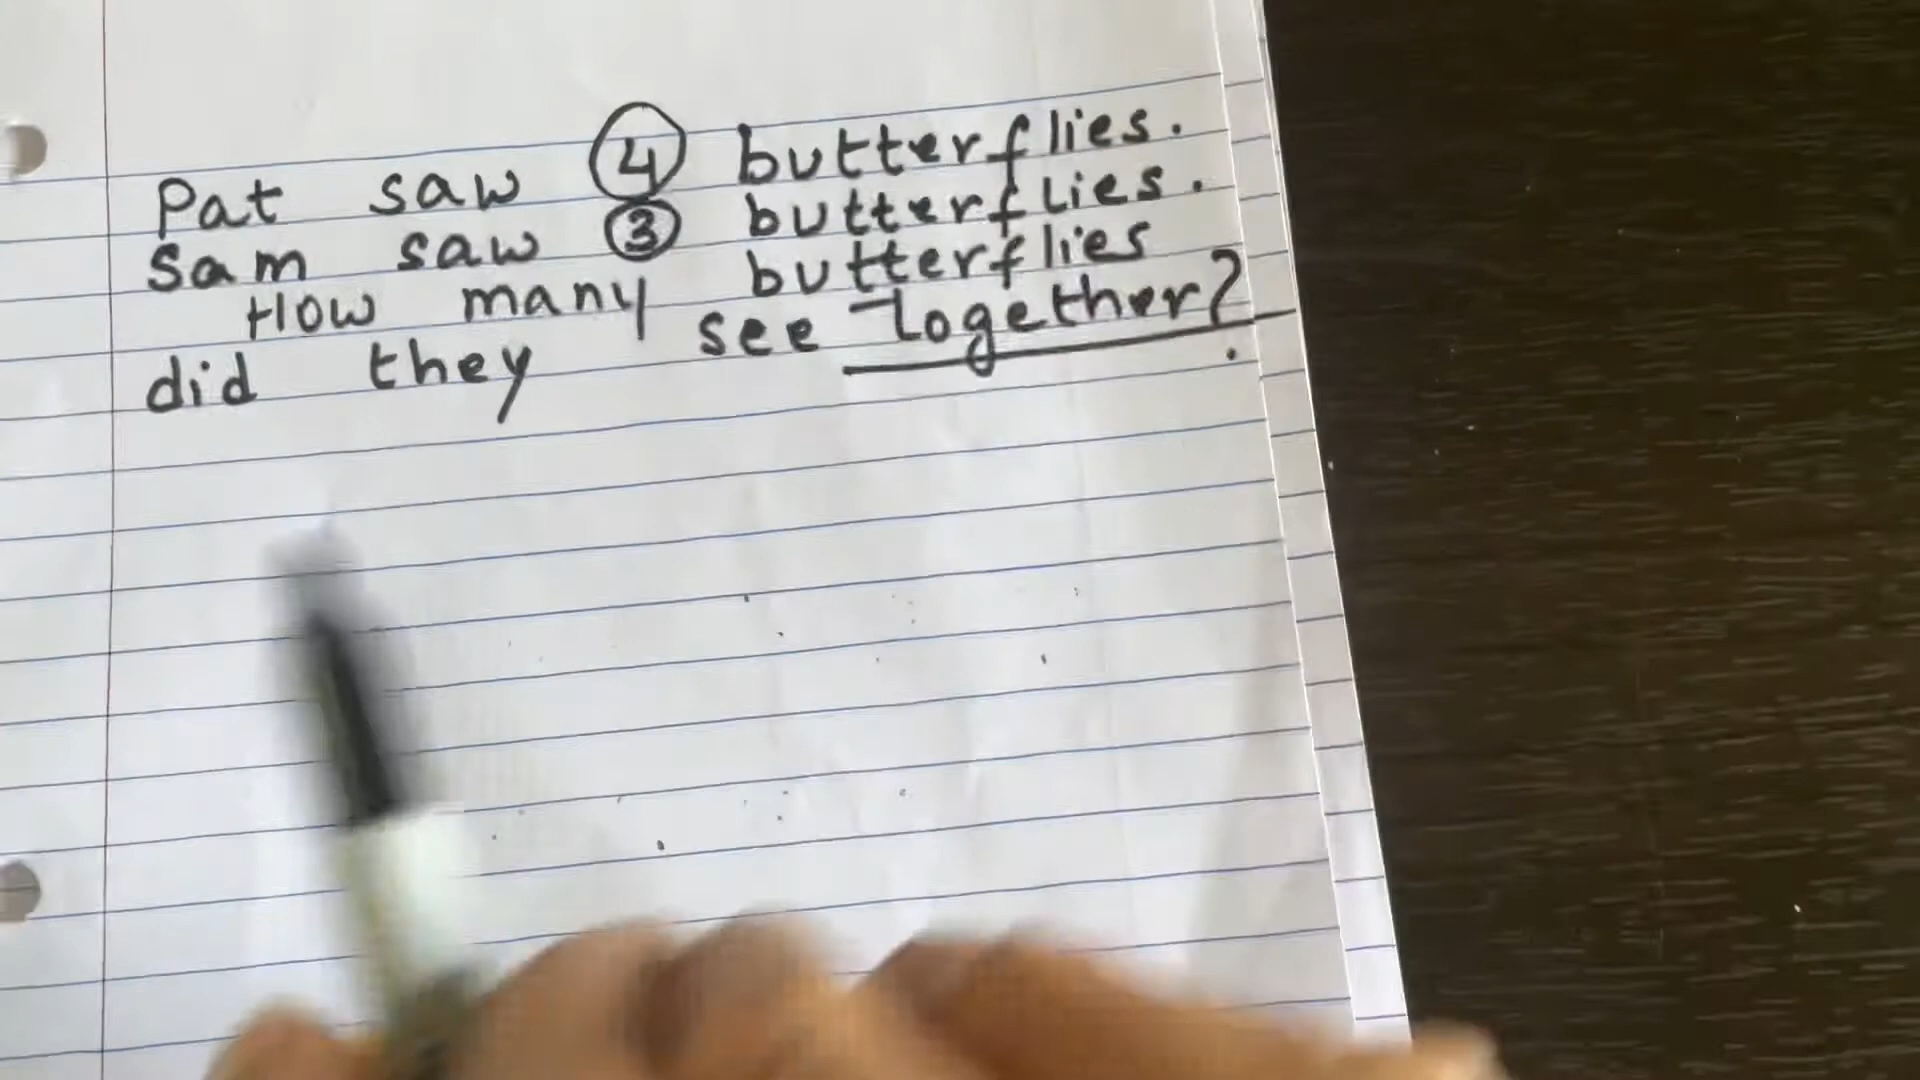 Pat saw 4 butterflies.
Sam saw 3 butterflies.
How many butterflies
did they see together?